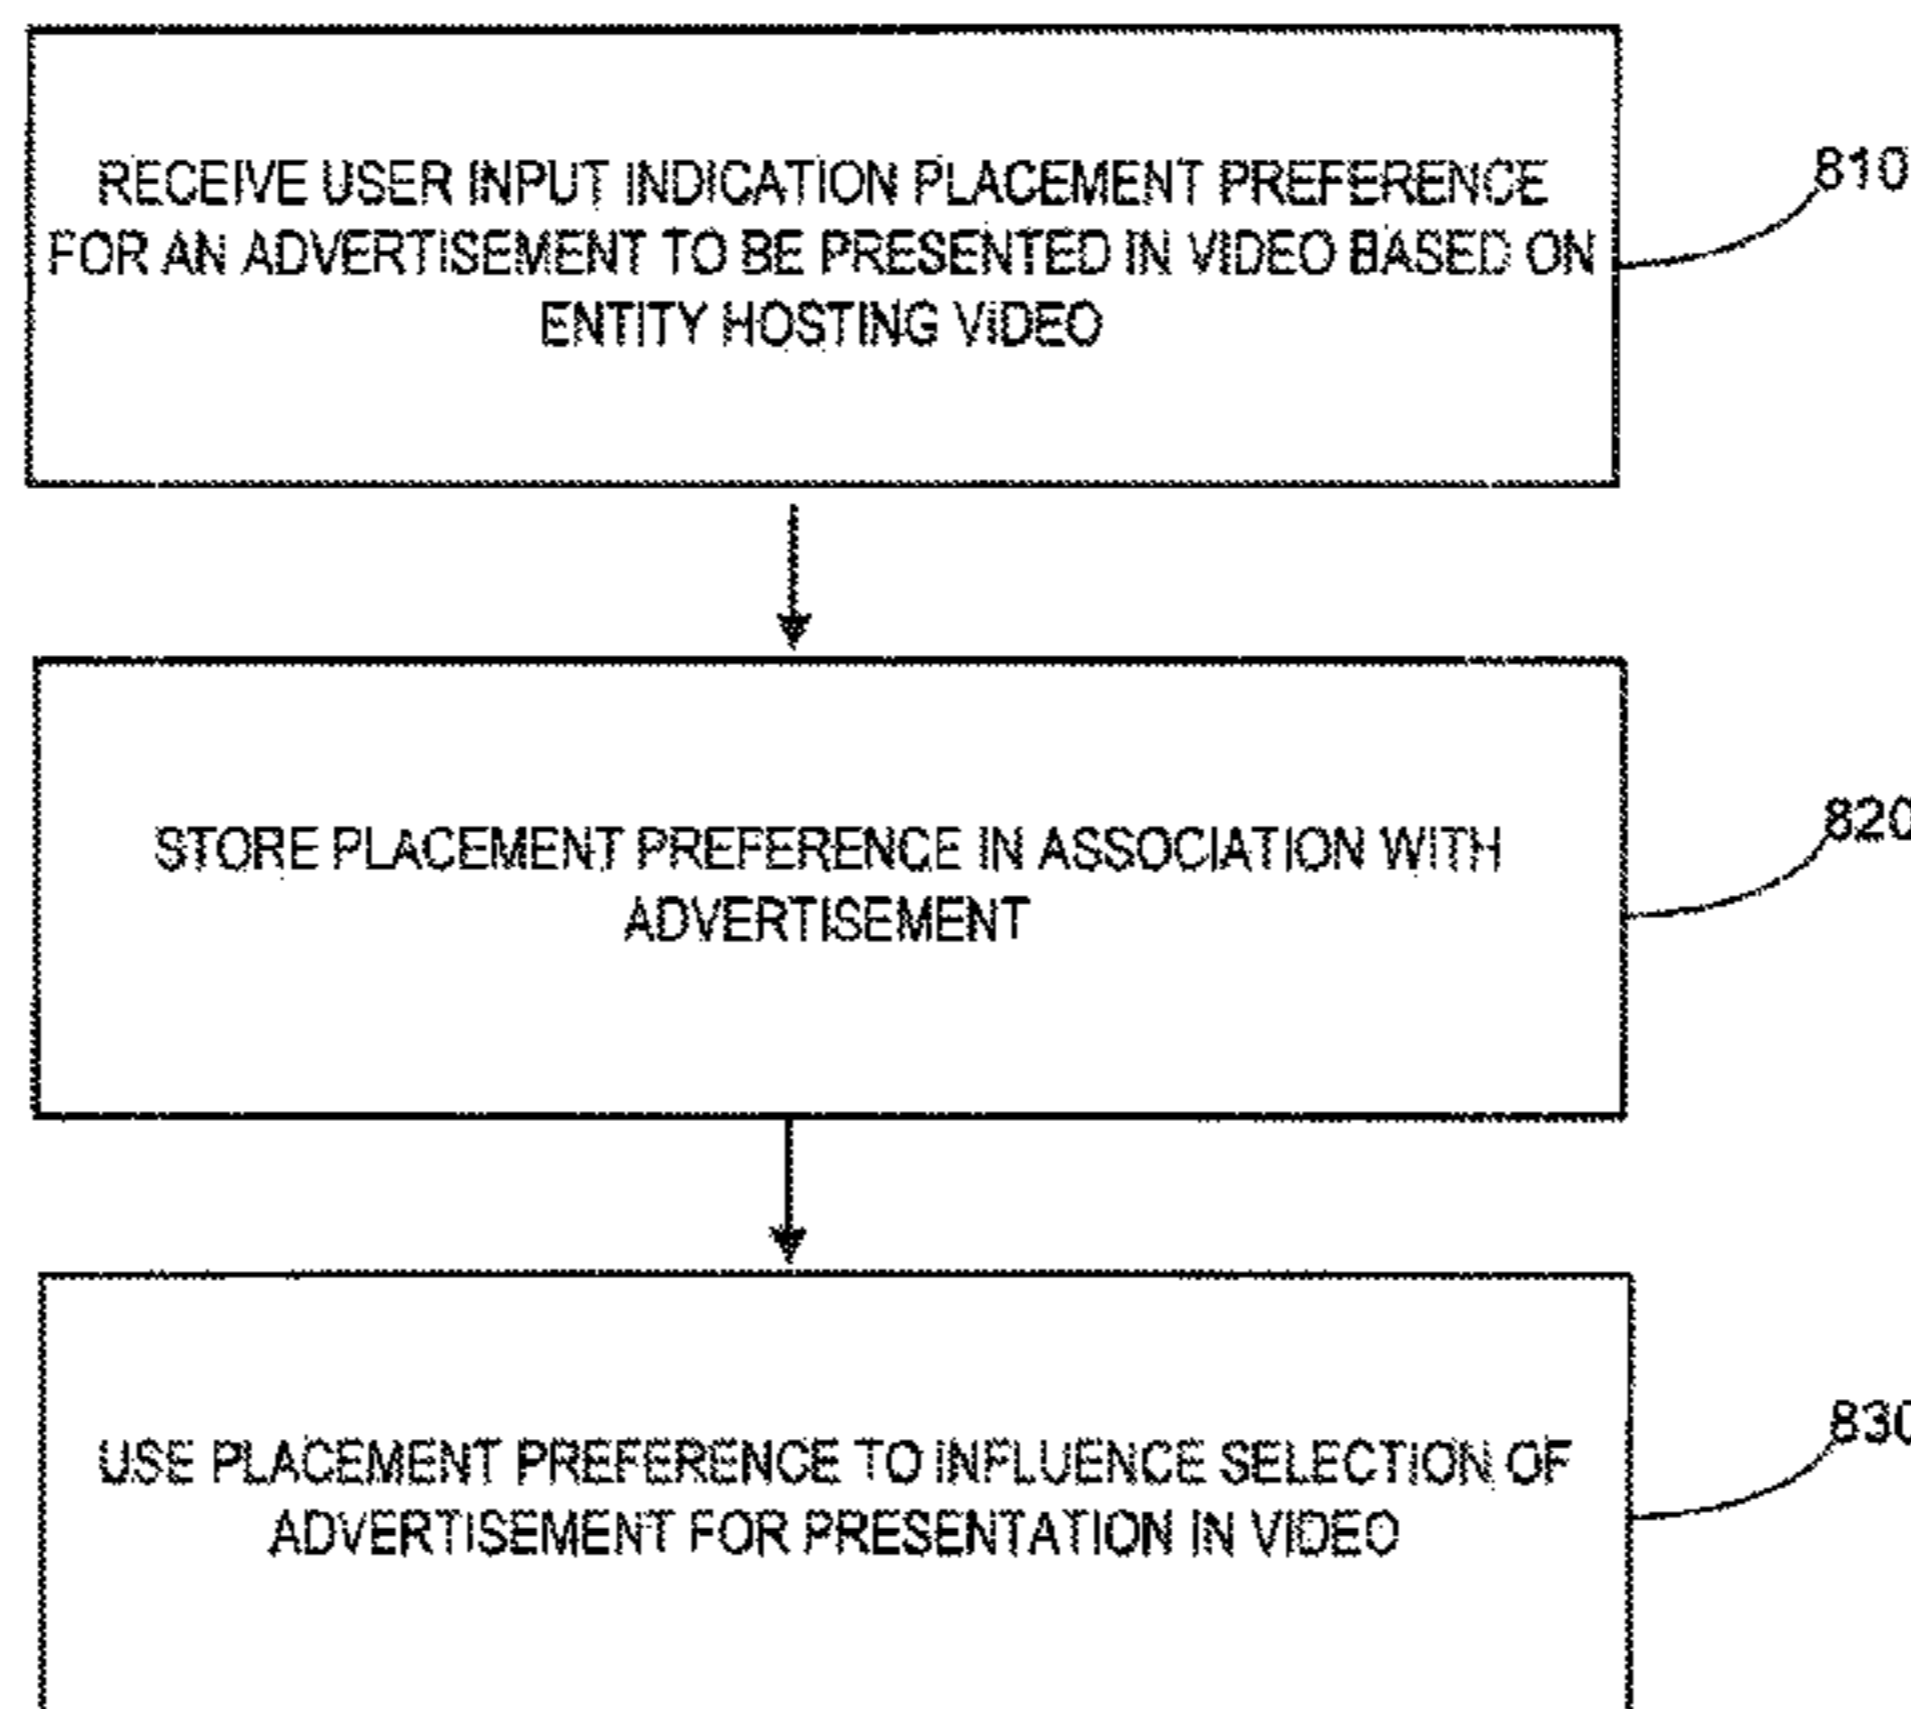 RECEIVE USER INPUT INDICATION PLACEMENT PREFERENCE
FOR AN ADVERTISEMENT TO BE PRESENTED IN VIDEO BASED ON
ENTITY HOSTING VIDEO
810
STORE PLACEMENT PREFERENCE IN ASSOCIATION WITH
ADVERTISEMENT
820
USE PLACEMENT PREFERENCE TO INFLUENCE SELECTION OF
ADVERTISEMENT FOR PRESENTATION IN VIDEO
830